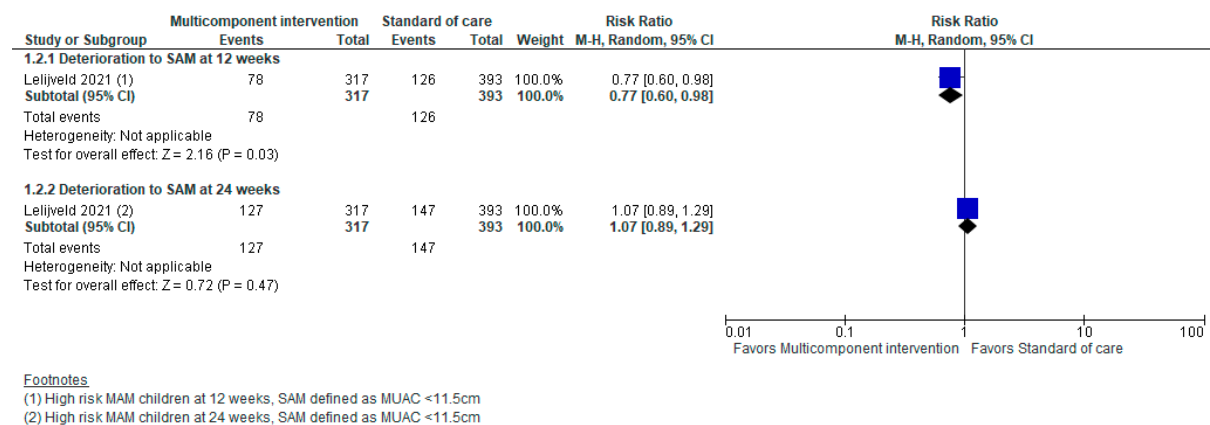 Multicomponent intervention Standard of care Risk Ratio Risk Ratio
Study or Subgroup Events Total Events Total Weight M-H, Random, 95% CI M-H, Random, 95% CI
1.2.1 Deterioration to SAM at 12 weeks
Lelijveld 2021 (1) 78 317 126 393 100.0% 0.77 [0.60, 0.98]
Subtotal (95% CI) 317 393 100.0% 0.77 [0.60, 0.98]
Total events 78 126
Heterogeneity: Not applicable
Test for overall effect: Z = 2.16 (P = 0.03)
1.2.2 Deterioration to SAM at 24 weeks
Lelijveld 2021 (2) 127 317 147 393 100.0% 1.07 [0.89, 1.29]
Subtotal (95% CI) 317 393 100.0% 1.07 [0.89, 1.29]
Total events 127 147
Heterogeneity: Not applicable
Test for overall effect: Z = 0.72 (P = 0.47)
0.01 0.1 1 10 100
Favors Multicomponent intervention Favors Standard of care
Footnotes
(1) High risk MAM children at 12 weeks, SAM defined as MUAC <11.5cm
(2) High risk MAM children at 24 weeks, SAM defined as MUAC <11.5cm